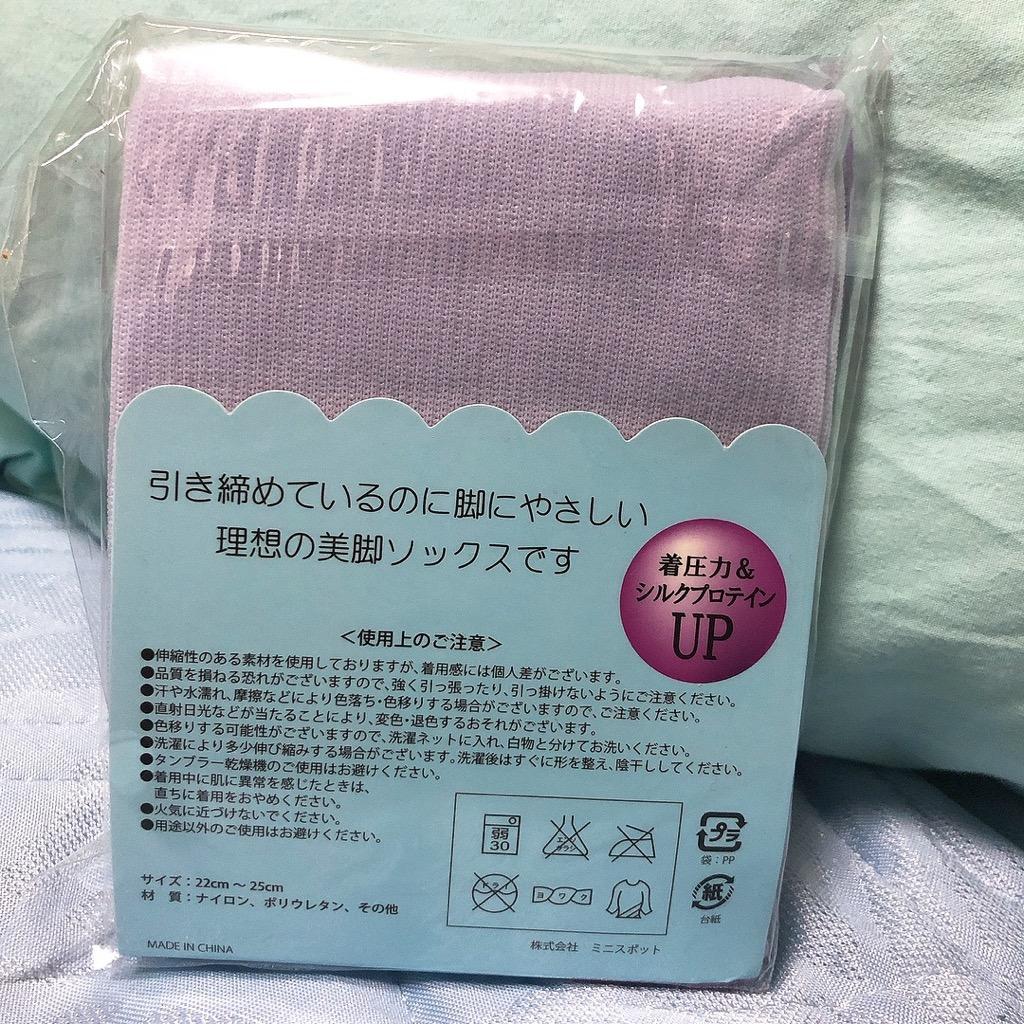 引き締めているのに脚にやさしい
理想の美脚ソックスです
着圧力&
シルクプロテイン
UP
<使用上のご注意>
●伸縮性のある素材を使用しておりますが、着用感には個人差がございます。
●品質を損ねる恐れがございますので、強く引っ張ったり、引っ掛けないようにご注意ください。
●汗や水濡れ、摩擦などにより色落ち・色移りする場合がございますので、ご注意ください。
●直射日光などが当たることにより、変色・退色するおそれがございます。
●色移りする可能性がございますので、洗濯ネットに入れ、白物と分けてお洗いください。
●洗濯により多少伸び縮みする場合がございます。洗濯後はすぐに形を整え、陰干ししてください。
●タンブラー乾燥機のご使用はお避けください。
●着用中に肌に異常を感じたときは、
直ちに着用をおやめください。
●火気に近づけないでください。
●用途以外のご使用はお避けください。
サイズ：22cm～25cm
材　質：ナイロン、ポリウレタン、その他
MADE IN CHINA
弱
30
エンソ
サラシ
ドライ
ヨワク
株式会社　ミニスポット
プラ
袋：PP
紙
台紙